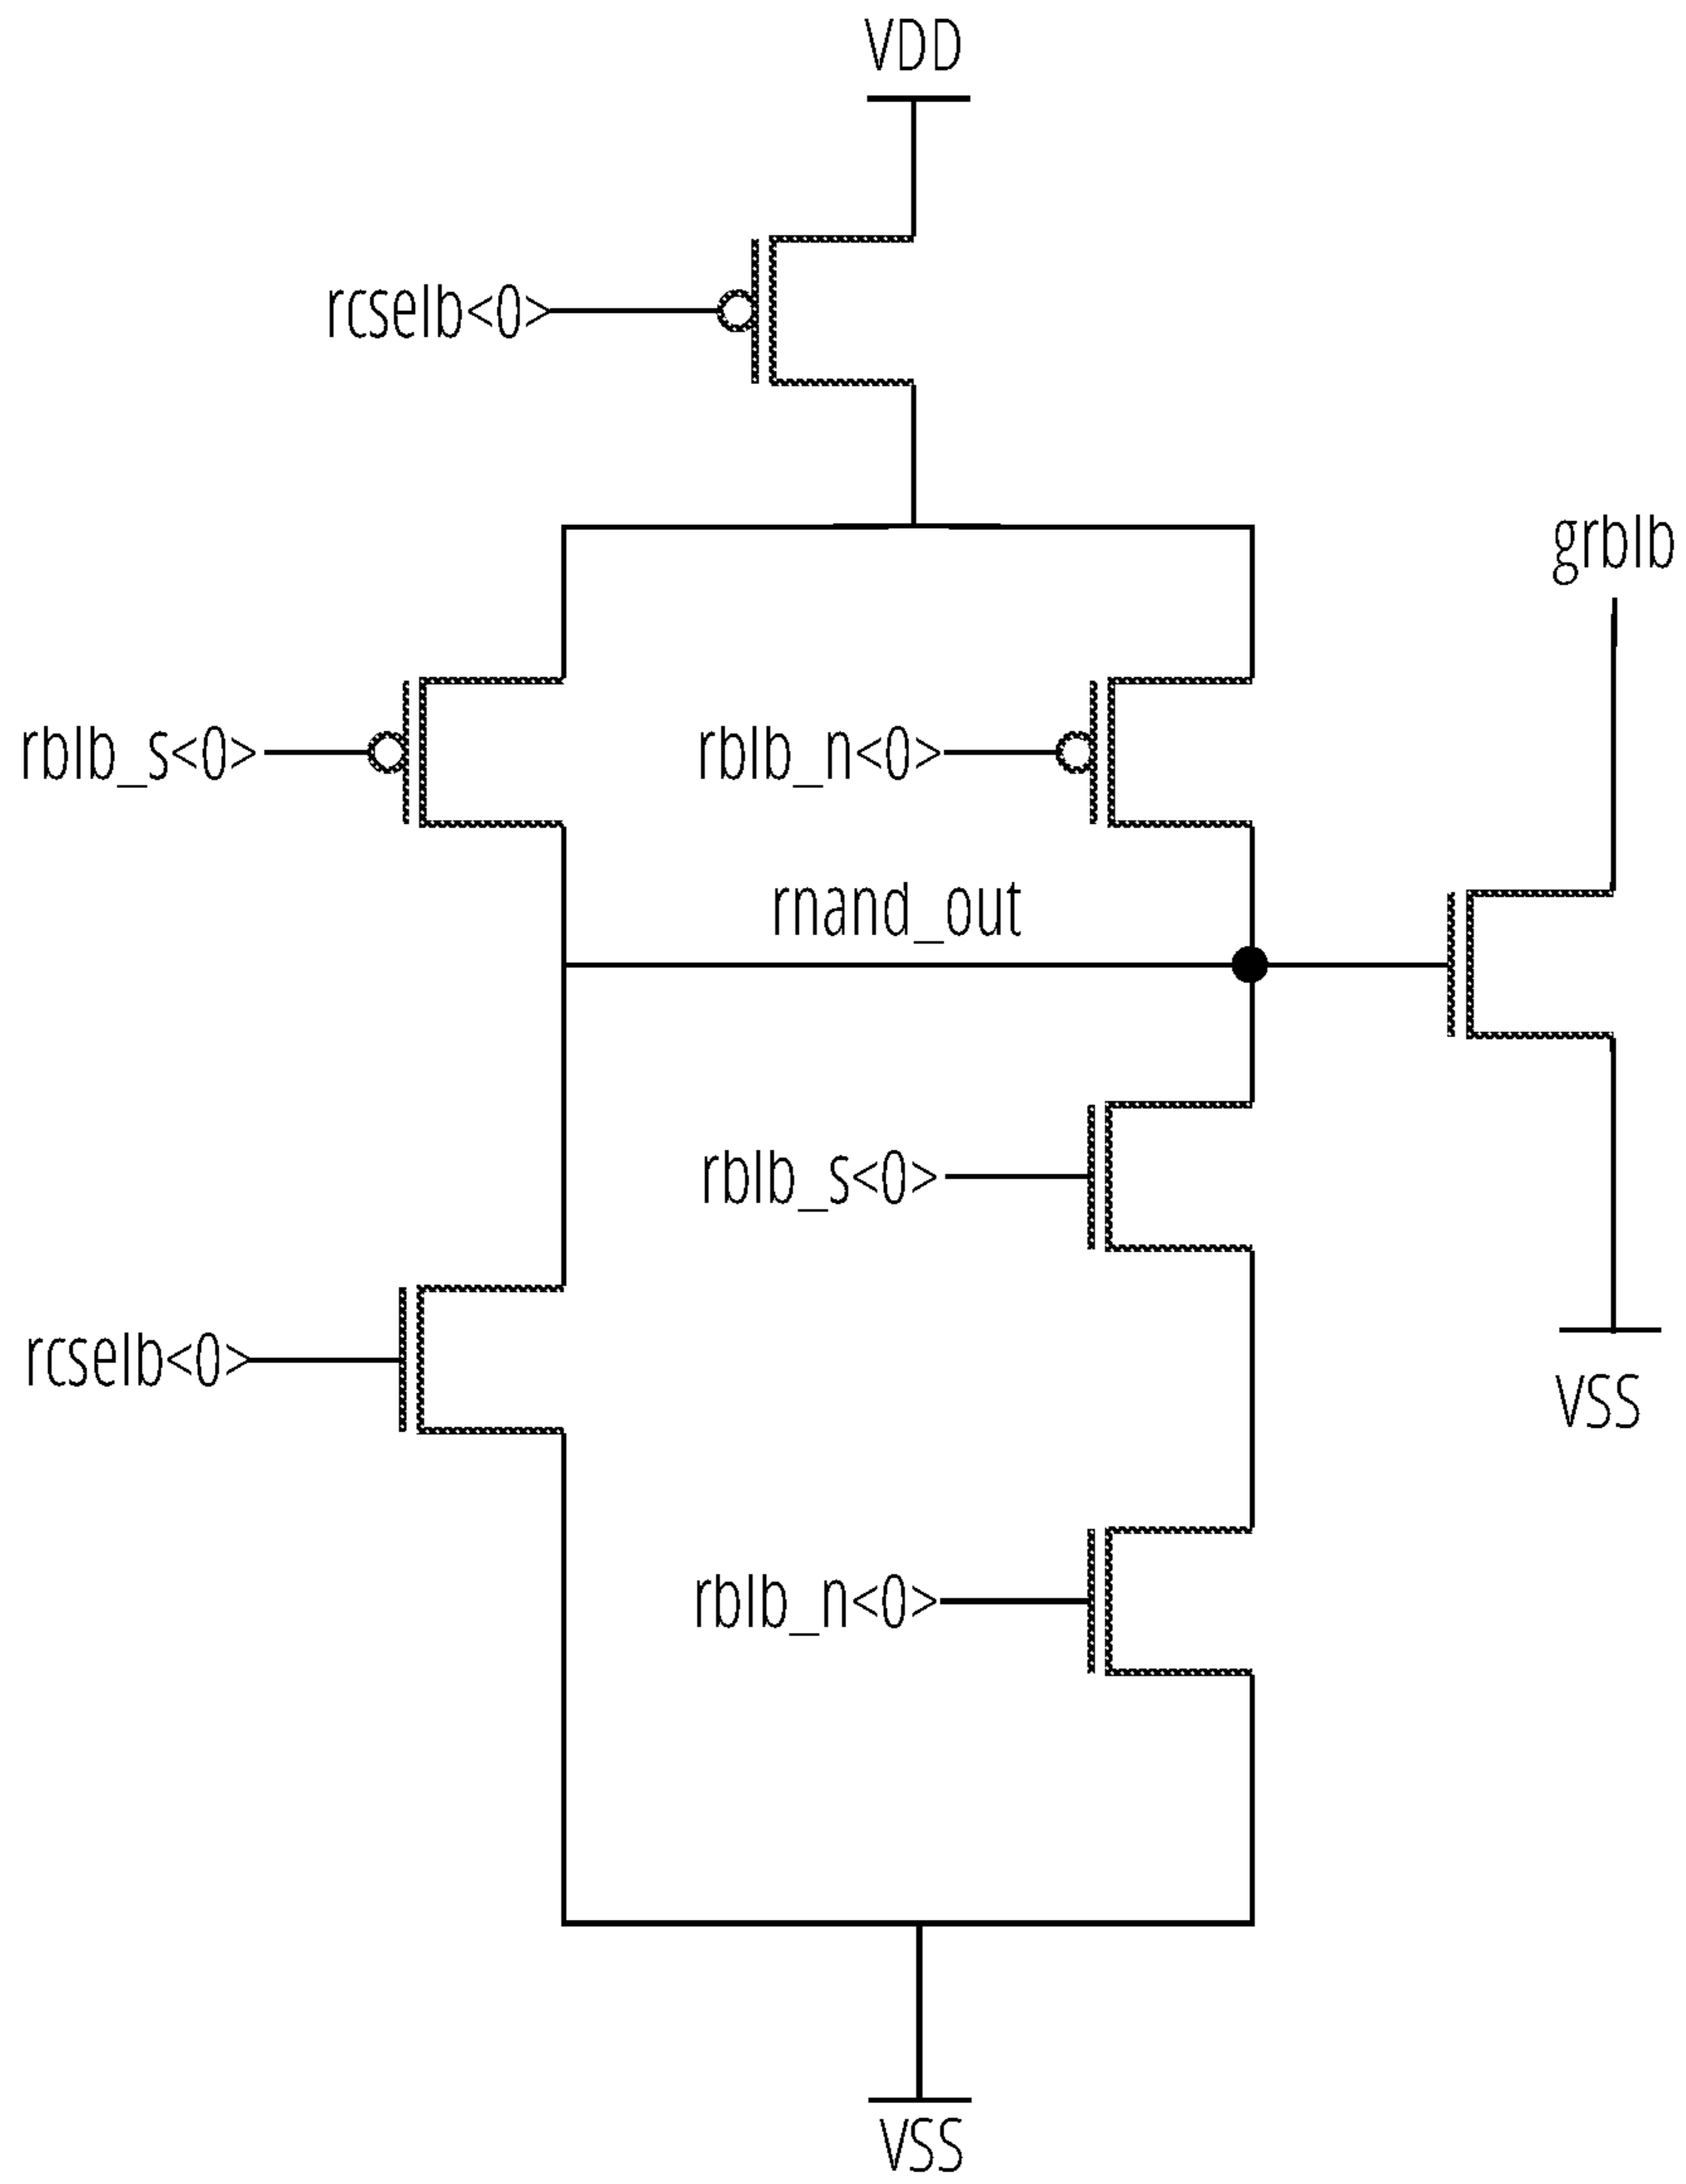 VDD
rcselb<0>
grblb
rblb_s<0>
rblb_n<0>
rnand_out
rblb_s<0>
rcselb<0>
VSS
rblb_n<0>
VSS